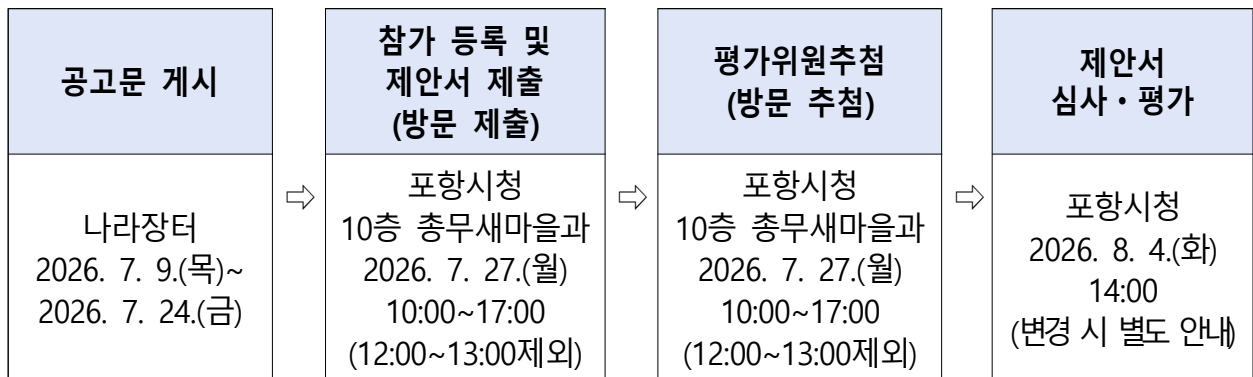 공고문 게시
참가 등록 및
제안서 제출
(방문 제출)
평가위원추첨
(방문 추첨)
제안서
심사・평가
나라장터
2026. 7. 9.(목)~
2026. 7. 24.(금)
⇨
포항시청
10층 총무새마을과
2026. 7. 27.(월)
10:00~17:00
(12:00~13:00제외)
⇨
포항시청
10층 총무새마을과
2026. 7. 27.(월)
10:00~17:00
(12:00~13:00제외)
⇨
포항시청
2026. 8. 4.(화)
14:00
(변경 시 별도 안내)